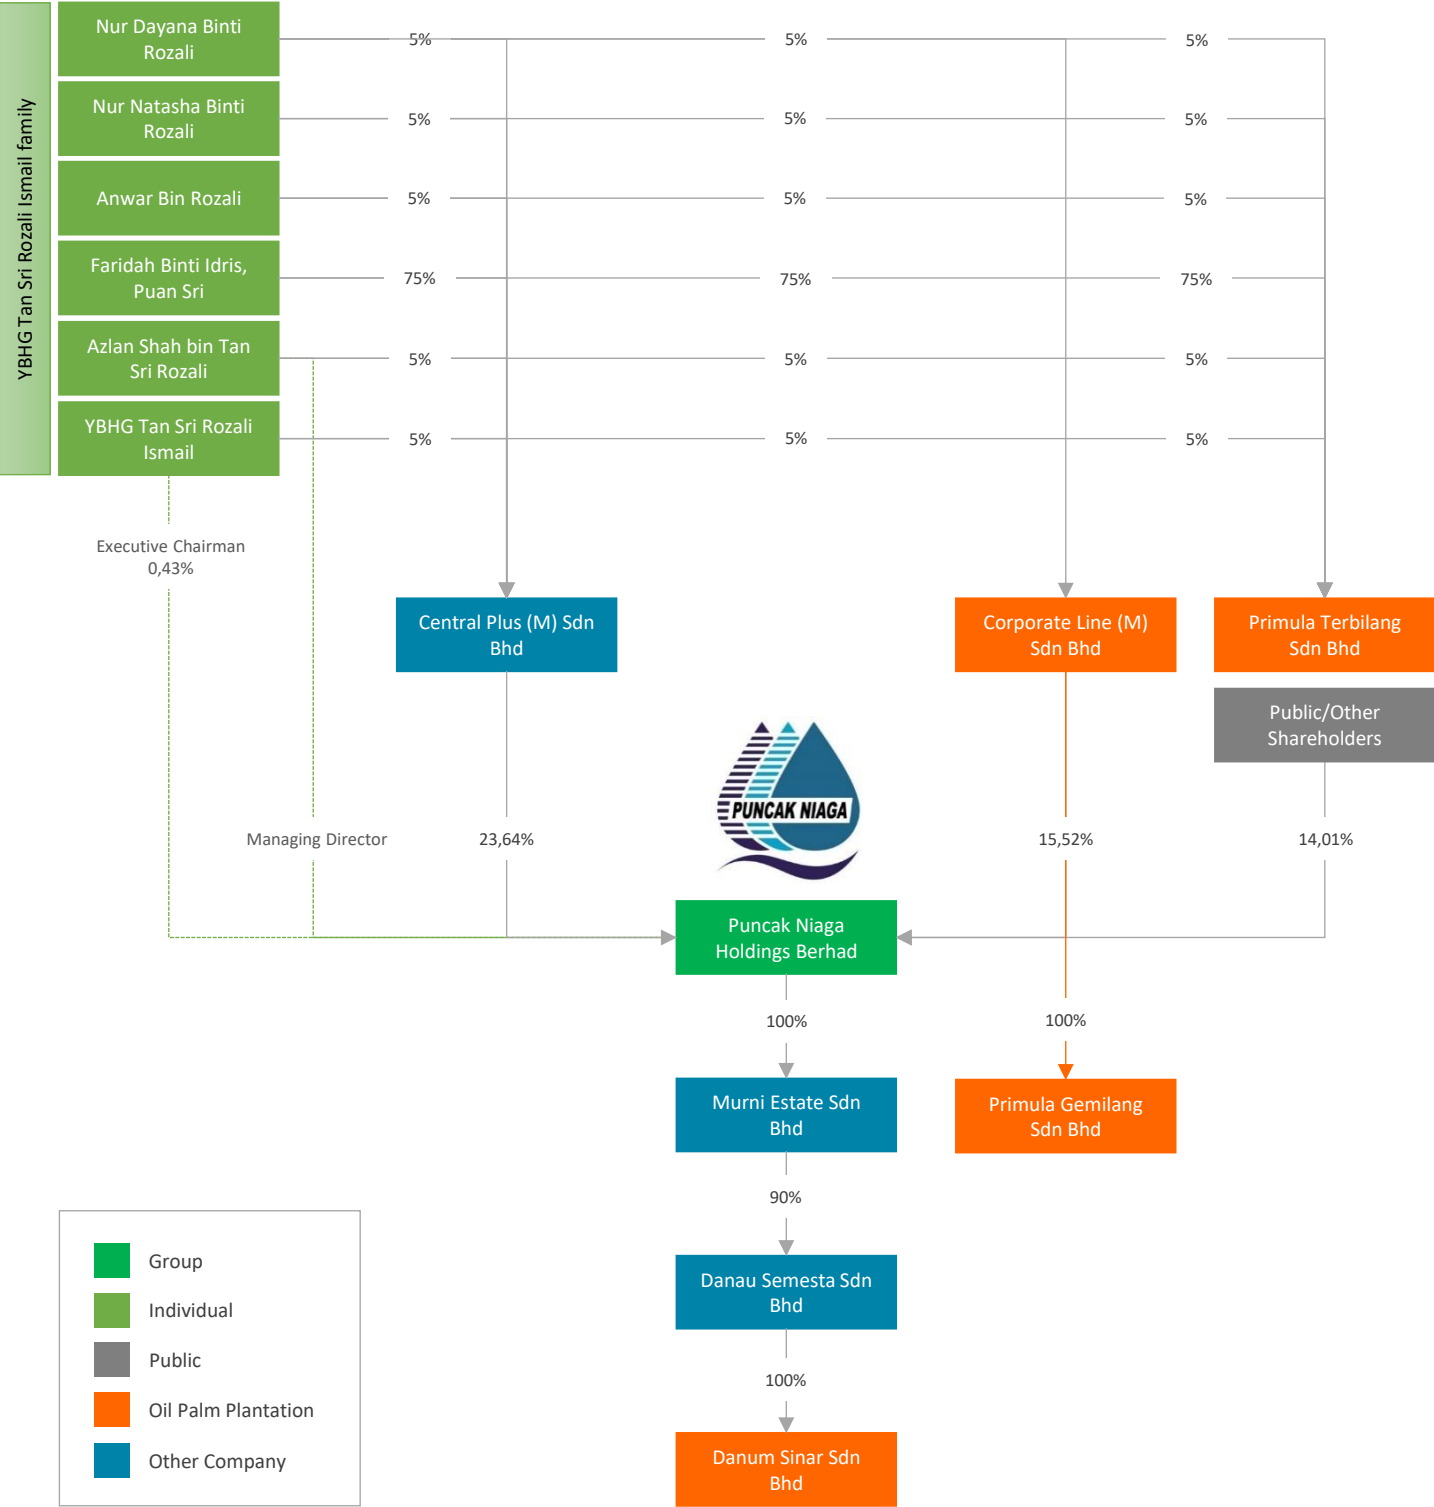 YBHG Tan Sri Rozali Ismail family
Nur Dayana Binti
Rozali
5%
5%
5%
Nur Natasha Binti
Rozali
5%
5%
5%
Anwar Bin Rozali
5%
5%
5%
Faridah Binti Idris,
Puan Sri
75%
75%
75%
Azlan Shah bin Tan
Sri Rozali
5%
5%
5%
YBHG Tan Sri Rozali
Ismail
5%
5%
5%
Executive Chairman
0,43%
Central Plus (M) Sdn
Bhd
Corporate Line (M)
Sdn Bhd
Primula Terbilang
Sdn Bhd
Public/Other
Shareholders
PUNCAK NIAGA
Managing Director
23,64%
15,52%
14,01%
Puncak Niaga
Holdings Berhad
100%
100%
Murni Estate Sdn
Bhd
Primula Gemilang
Sdn Bhd
90%
Danau Semesta Sdn
Bhd
100%
Danum Sinar Sdn
Bhd
Group
Individual
Public
Oil Palm Plantation
Other Company